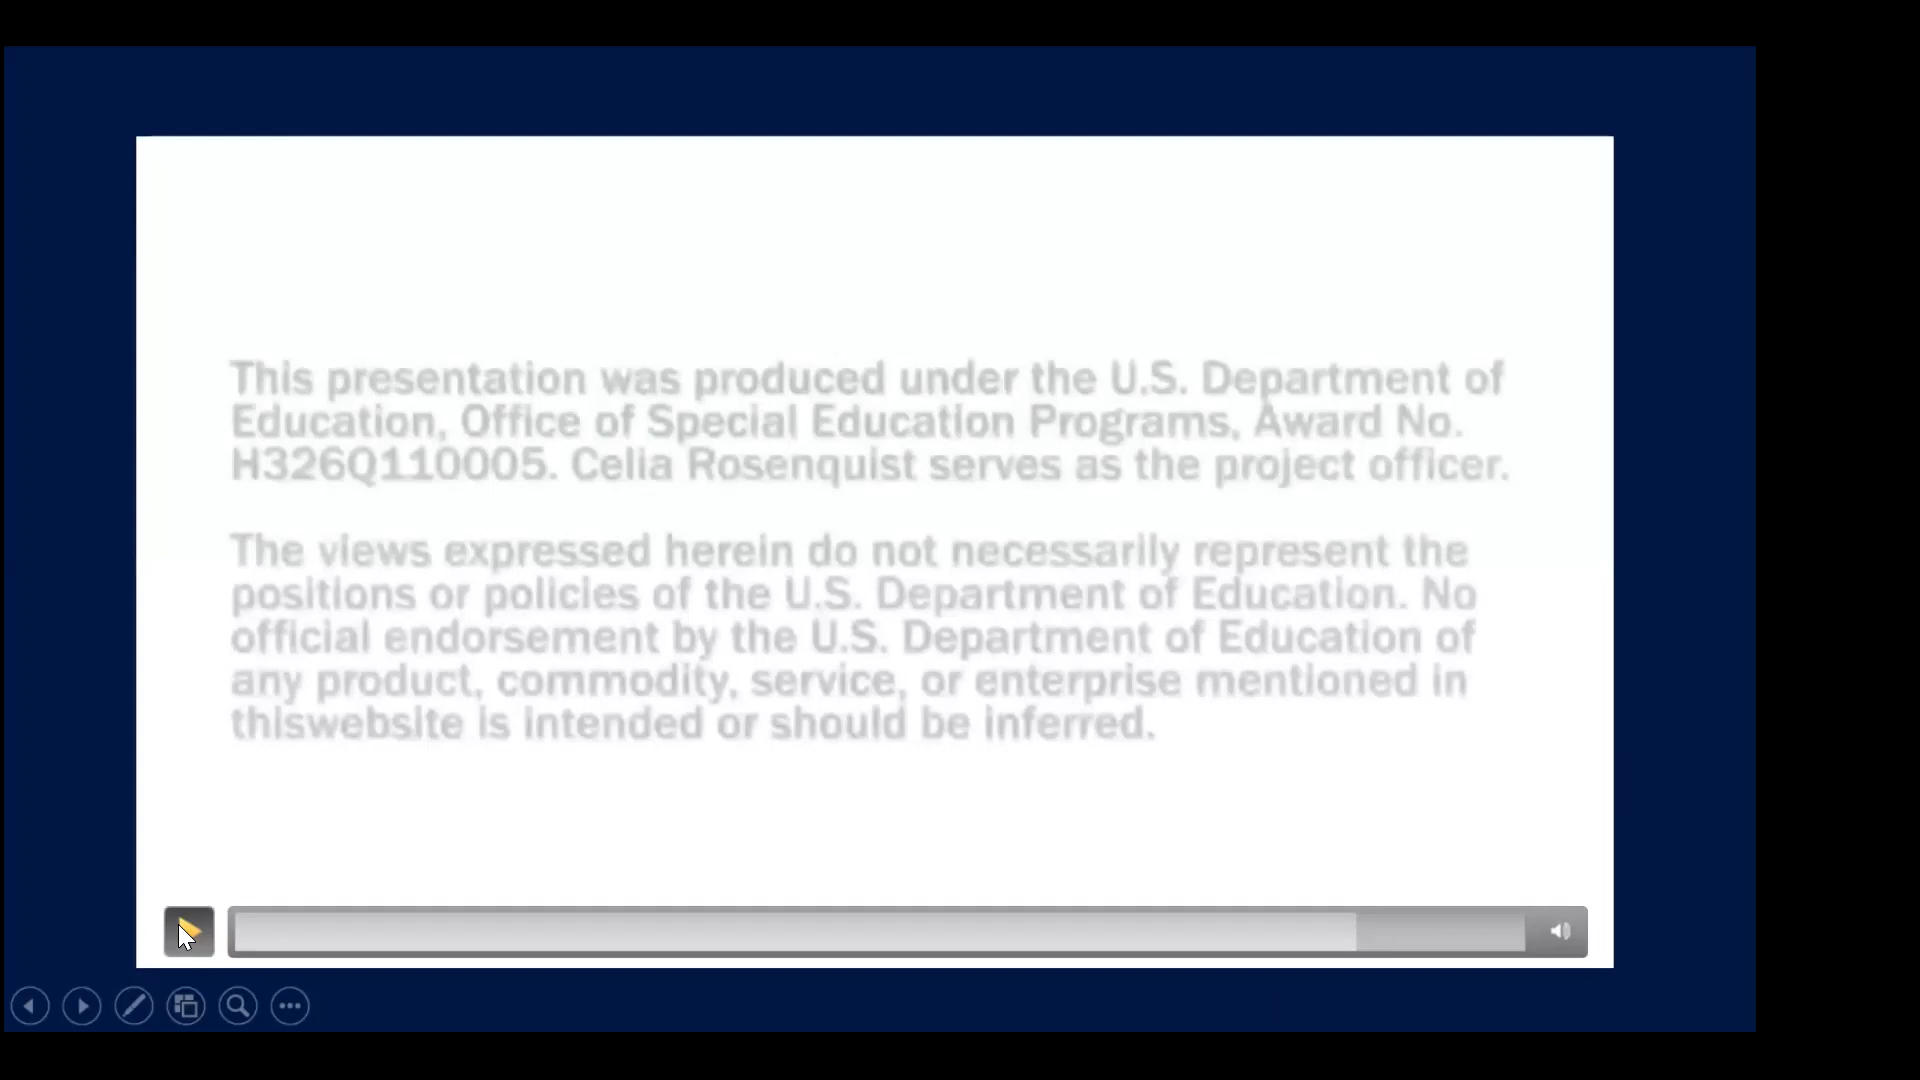 This presentation was produced under the U.S. Department of
Education, Office of Special Education Programs, Award No.
H326Q110005. Celia Rosenquist serves as the project officer.
The views expressed herein do not necessarily represent the
positions or policies of the U.S. Department of Education. No
official endorsement by the U.S. Department of Education of
any product, commodity, service, or enterprise mentioned in
thiswebsite is intended or should be inferred.